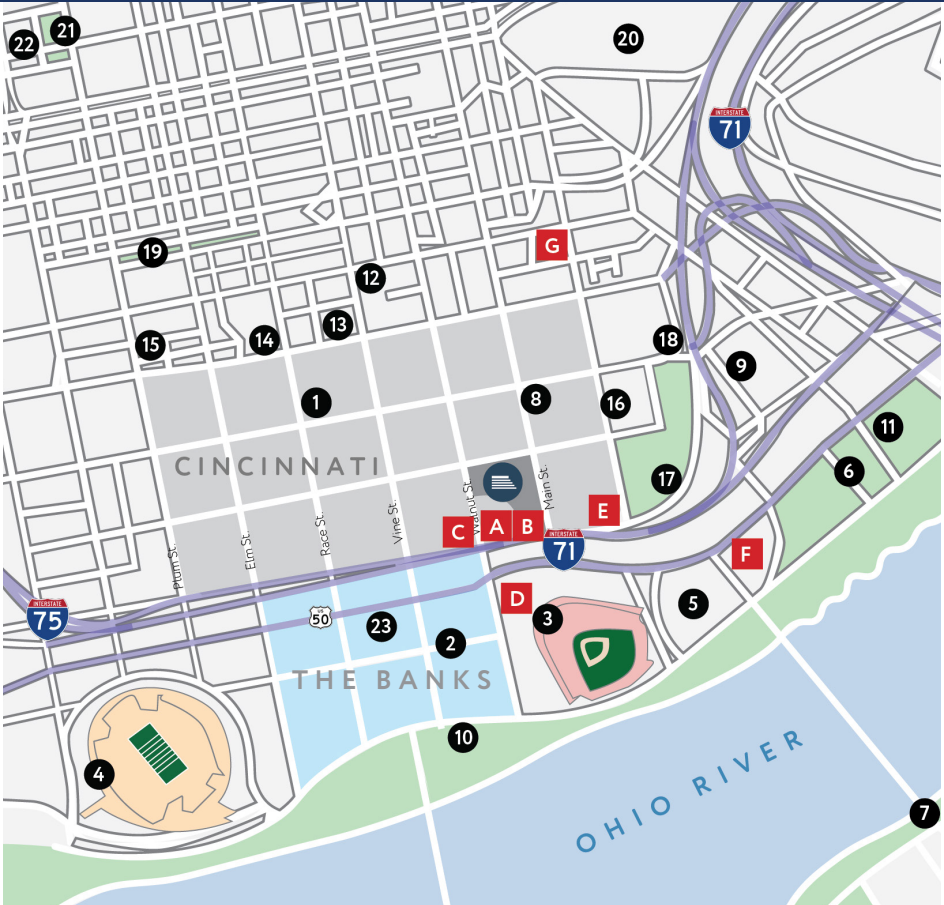 21
22
20
INTERSTATE
71
G
19
12
13
14
15
18
9
1
8
16
11
CINCINNATI
6
17
Walnut St.
Main St.
Plum St.
Elm St.
Race St.
Vine St.
C
A
B
E
INTERSTATE
71
F
D
INTERSTATE
75
US
50
23
3
5
2
THE BANKS
10
4
OHIO RIVER
7